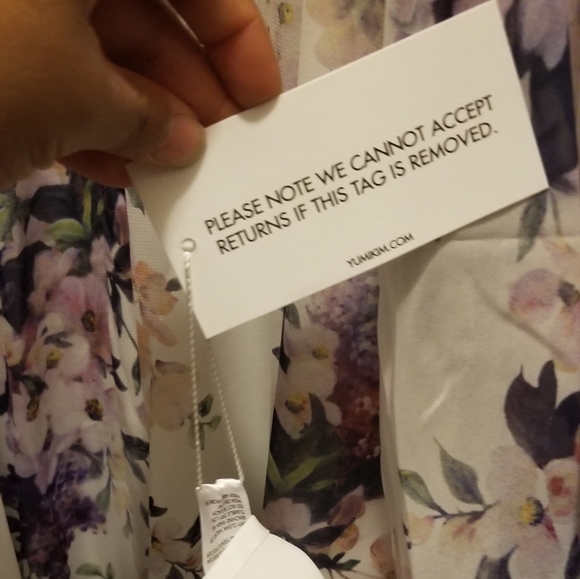 PLEASE NOTE WE CANNOT ACCEPT
RETURNS IF THIS TAG IS REMOVED.
YUMIKIM.COM